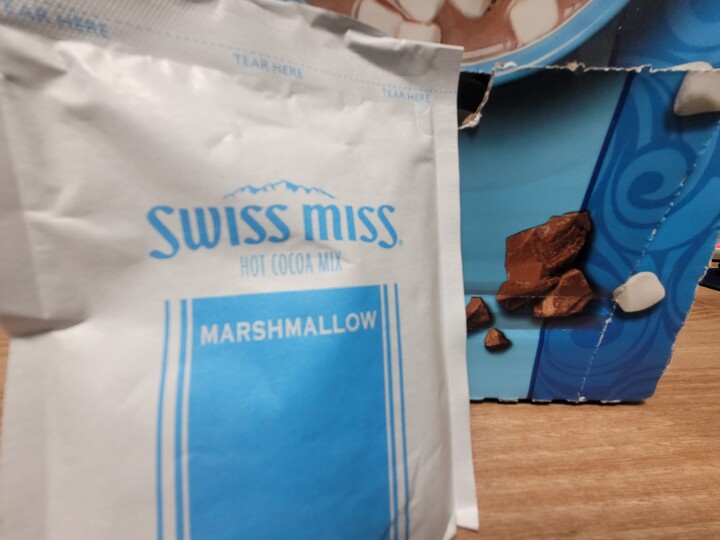 TEAR HERE
TEAR HERE
TEAR HERE
SWISS MISS
HOT COCOA MIX
MARSHMALLOW